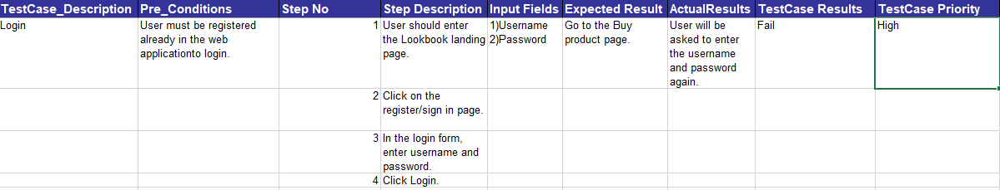 TestCase_Description Pre_Conditions Step No Step Description Input Fields Expected Result ActualResults TestCase Results TestCase Priority
Login
User must be registered
already in the web
applicationto login.
1
User should enter
the Lookbook landing
page.
1)Username
2)Password
Go to the Buy
product page.
User will be
asked to enter
the username
and password
again.
Fail
High
2
Click on the
register/sign in page.
3
In the login form,
enter username and
password.
4
Click Login.